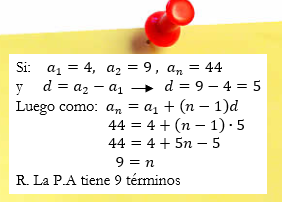 Si: a₁ = 4, a₂ = 9, aₙ = 44
y d = a₂ − a₁ → d = 9 − 4 = 5
Luego como: aₙ = a₁ + (n − 1)d
44 = 4 + (n − 1) · 5
44 = 4 + 5n − 5
9 = n
R. La P.A tiene 9 términos